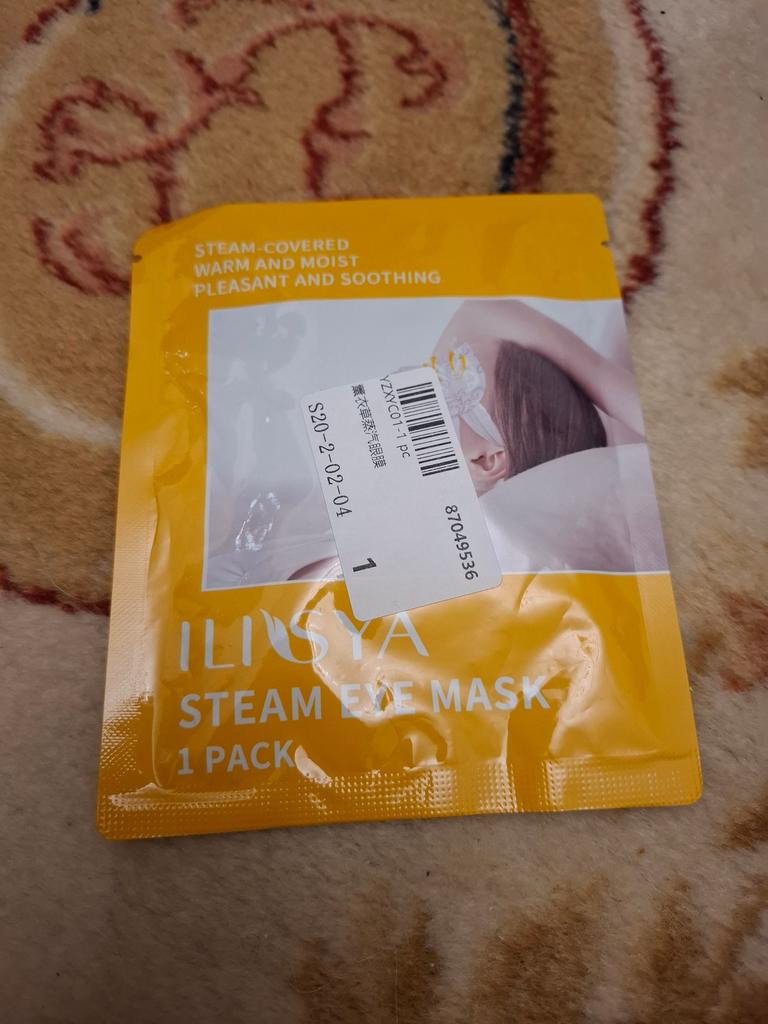 STEAM-COVERED
WARM AND MOIST
PLEASANT AND SOOTHING
YZXYC01-1 pc
薰衣草蒸汽眼膜
S20-2-02-04
87049536
1
ILISYA
STEAM EYE MASK
1 PACK